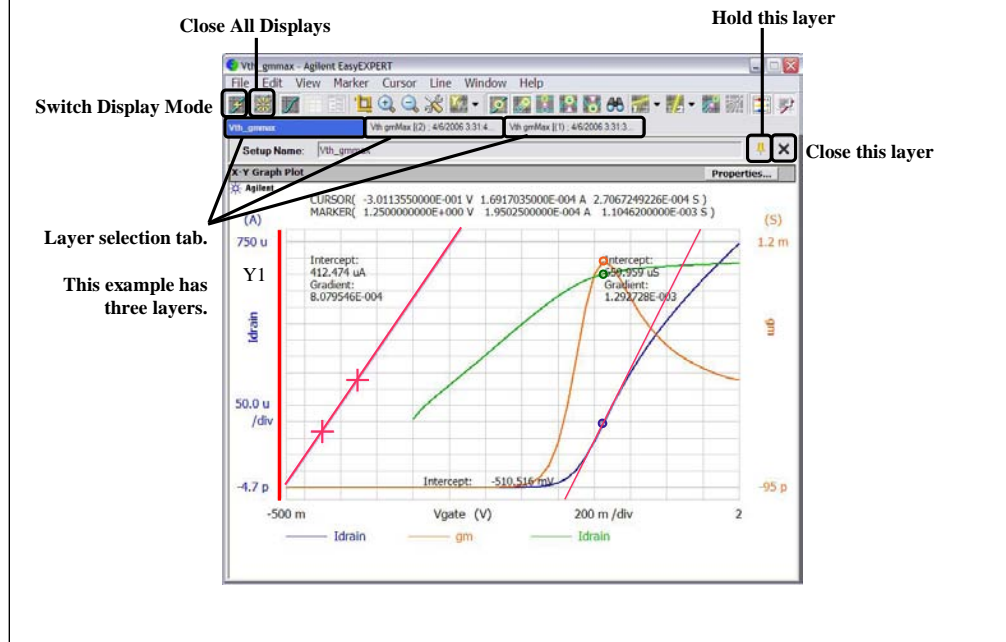 Hold this layer
Close All Displays
Vth_gmmax - Agilent EasyEXPERT
File Edit View Marker Cursor Line Window Help
Switch Display Mode
Vth_gmmax
Vth gmMax [(2) ; 4/6/2006 3:31:4...
Vth gmMax [(1) ; 4/6/2006 3:31:3...
Setup Name: Vth_gmmax
Close this layer
X-Y Graph Plot
Properties...
Agilent
CURSOR( -3.0113550000E-001 V 1.6917035000E-004 A 2.7067249226E-004 S )
MARKER( 1.2500000000E+000 V 1.9502500000E-004 A 1.1046200000E-003 S )
(A)
(S)
Layer selection tab.
750 u
1.2 m
Y1
Intercept:
412.474 uA
Gradient:
8.079546E-004
Intercept:
uS
Gradient:
1.292728E-003
This example has
three layers.
Idrain
gm
50.0 u
/div
-4.7 p
Intercept: -510.516 mV
-95 p
-500 m
Vgate (V)
200 m /div
2
Idrain
gm
Idrain